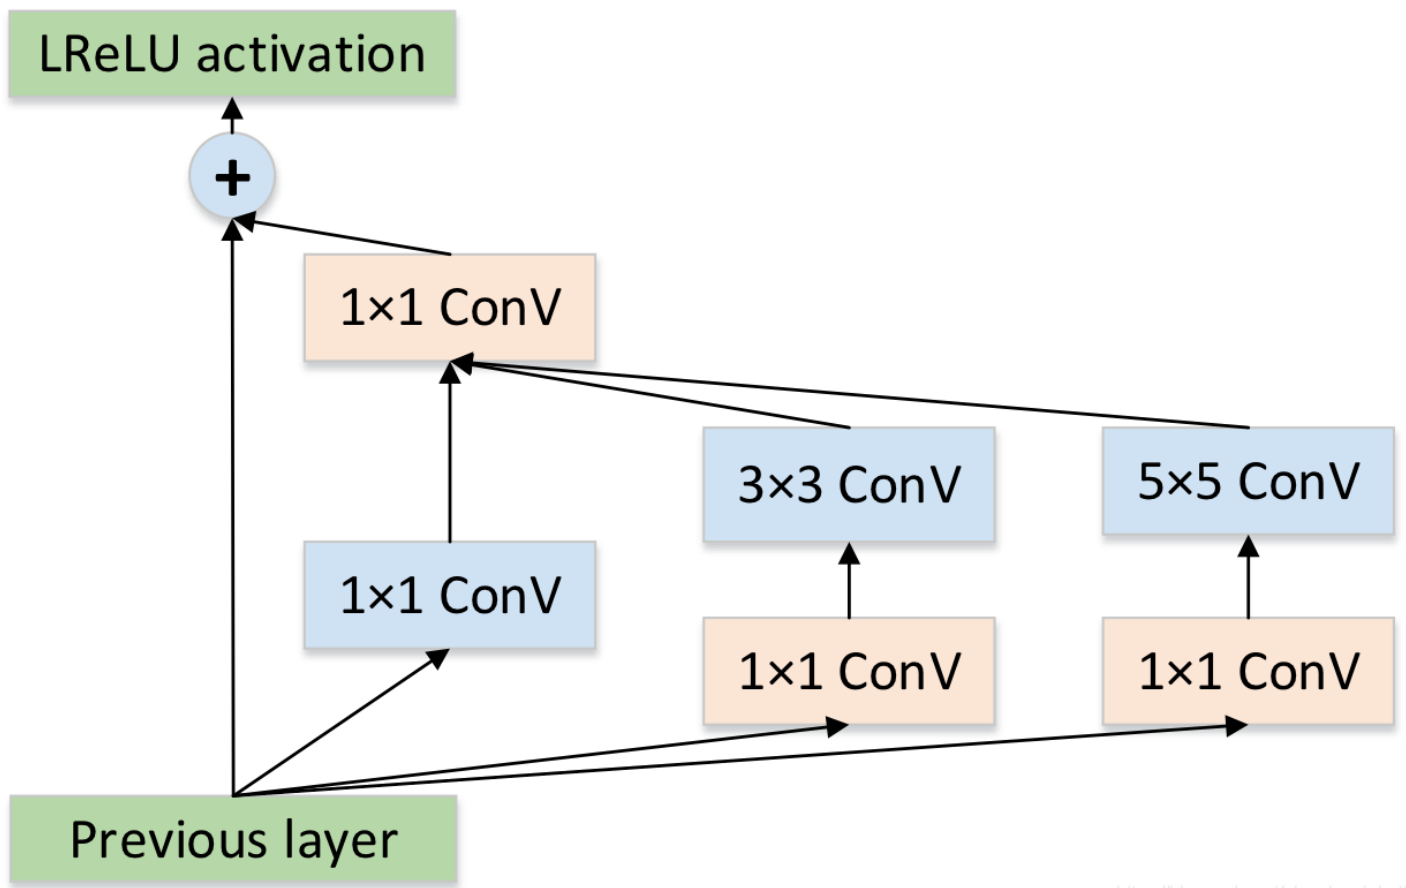 LReLU activation
+
1×1 ConV
3×3 ConV
5×5 ConV
1×1 ConV
1×1 ConV
1×1 ConV
Previous layer